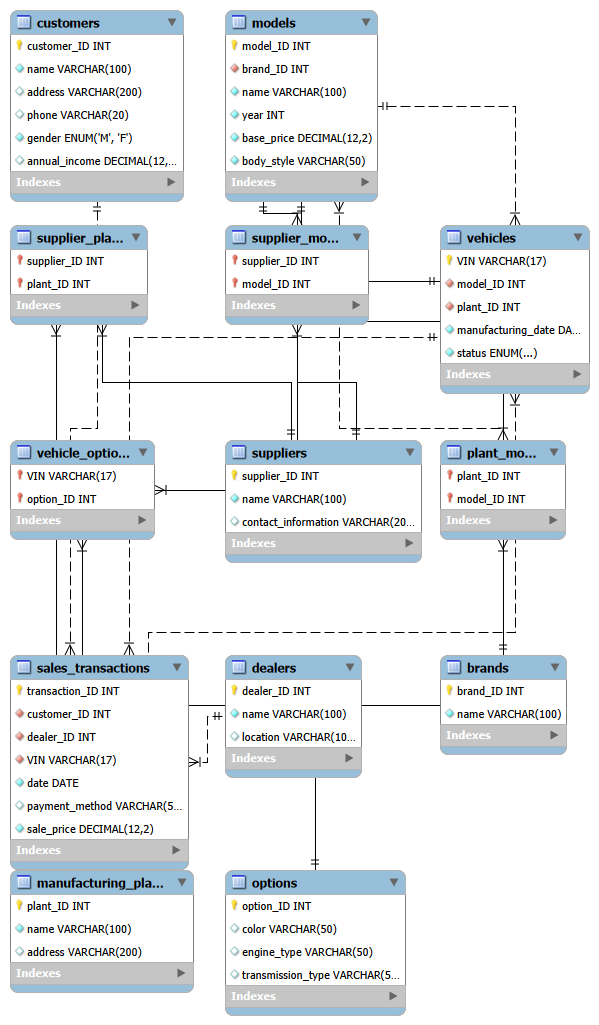 customers
customer_ID INT
name VARCHAR(100)
address VARCHAR(200)
phone VARCHAR(20)
gender ENUM('M', 'F')
annual_income DECIMAL(12,...
Indexes
models
model_ID INT
brand_ID INT
name VARCHAR(100)
year INT
base_price DECIMAL(12,2)
body_style VARCHAR(50)
Indexes
supplier_pla...
supplier_ID INT
plant_ID INT
Indexes
supplier_mo...
supplier_ID INT
model_ID INT
Indexes
vehicles
VIN VARCHAR(17)
model_ID INT
plant_ID INT
manufacturing_date DA...
status ENUM(...)
Indexes
vehicle_optio...
VIN VARCHAR(17)
option_ID INT
Indexes
suppliers
supplier_ID INT
name VARCHAR(100)
contact_information VARCHAR(20...
Indexes
plant_mo...
plant_ID INT
model_ID INT
Indexes
sales_transactions
transaction_ID INT
customer_ID INT
dealer_ID INT
VIN VARCHAR(17)
date DATE
payment_method VARCHAR(5...
sale_price DECIMAL(12,2)
Indexes
dealers
dealer_ID INT
name VARCHAR(100)
location VARCHAR(10...
Indexes
brands
brand_ID INT
name VARCHAR(100)
Indexes
manufacturing_pla...
plant_ID INT
name VARCHAR(100)
address VARCHAR(200)
Indexes
options
option_ID INT
color VARCHAR(50)
engine_type VARCHAR(50)
transmission_type VARCHAR(5...
Indexes